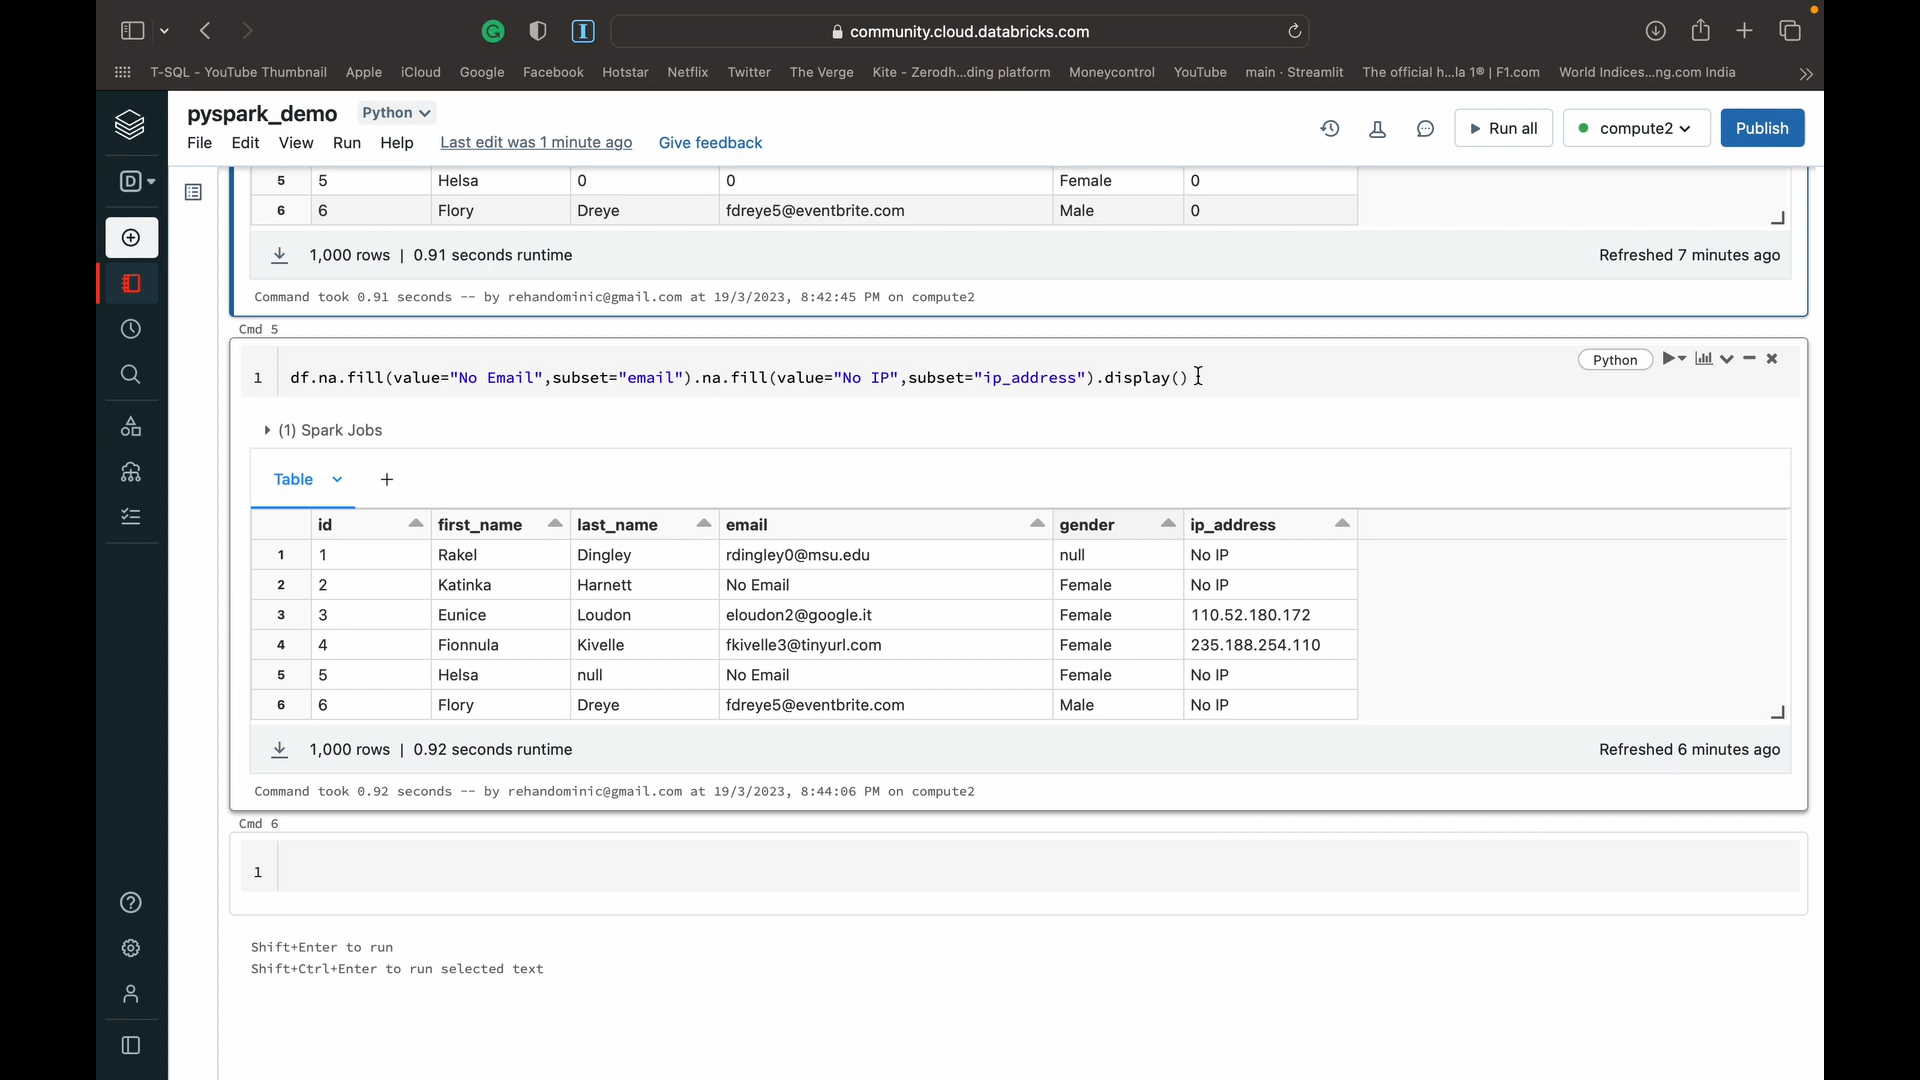 community.cloud.databricks.com
T-SQL - YouTube Thumbnail Apple iCloud Google Facebook Hotstar Netflix Twitter The Verge Kite - Zerodh...ding platform Moneycontrol YouTube main · Streamlit The official h...la 1® | F1.com World Indices...ng.com India
pyspark_demo Python
File Edit View Run Help Last edit was 1 minute ago Give feedback
Run all compute2 Publish
D
5 5 Helsa 0 0 Female 0
6 6 Flory Dreye fdreye5@eventbrite.com Male 0
1,000 rows | 0.91 seconds runtime Refreshed 7 minutes ago
Command took 0.91 seconds -- by rehandominic@gmail.com at 19/3/2023, 8:42:45 PM on compute2
Cmd 5
Python
1 df.na.fill(value="No Email",subset="email").na.fill(value="No IP",subset="ip_address").display()
(1) Spark Jobs
Table +
id first_name last_name email gender ip_address
1 1 Rakel Dingley rdingley0@msu.edu null No IP
2 2 Katinka Harnett No Email Female No IP
3 3 Eunice Loudon eloudon2@google.it Female 110.52.180.172
4 4 Fionnula Kivelle fkivelle3@tinyurl.com Female 235.188.254.110
5 5 Helsa null No Email Female No IP
6 6 Flory Dreye fdreye5@eventbrite.com Male No IP
1,000 rows | 0.92 seconds runtime Refreshed 6 minutes ago
Command took 0.92 seconds -- by rehandominic@gmail.com at 19/3/2023, 8:44:06 PM on compute2
Cmd 6
1
Shift+Enter to run
Shift+Ctrl+Enter to run selected text